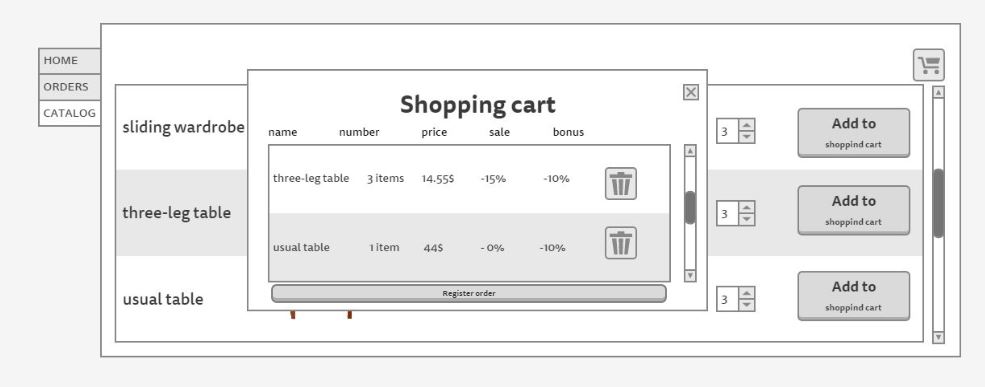 HOME
ORDERS
CATALOG
Shopping cart
name number price sale bonus
three-leg table 3 items 14.55$ -15% -10%
usual table 1 item 44$ - 0% -10%
Register order
sliding wardrobe 3 Add to
shoppind cart
three-leg table 3 Add to
shoppind cart
usual table 3 Add to
shoppind cart